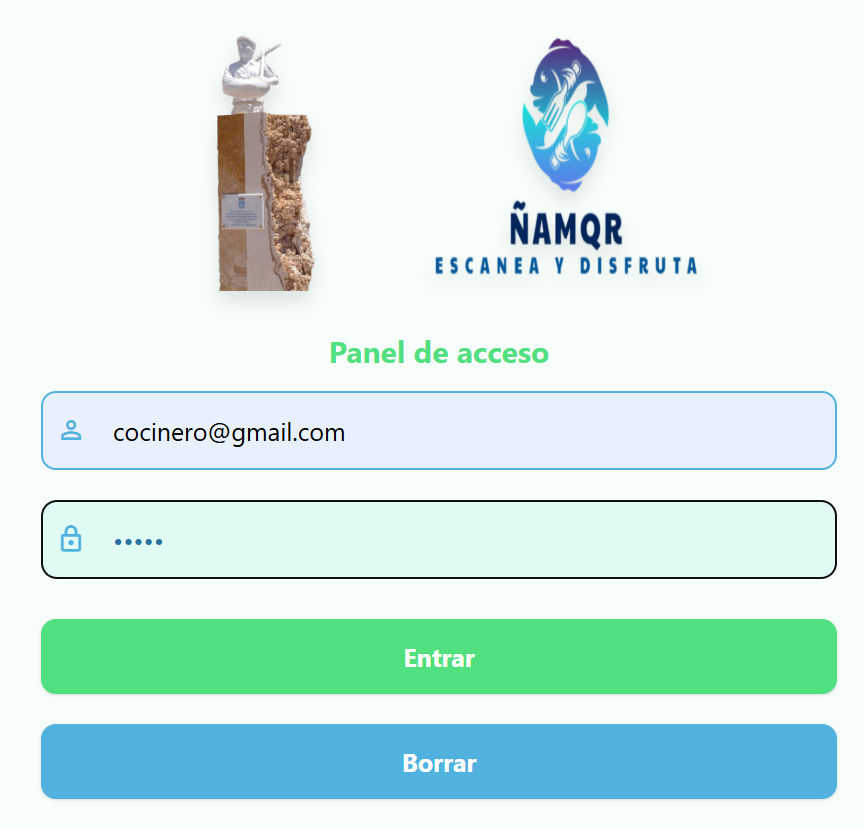 ÑAMQR
ESCANEA Y DISFRUTA
Panel de acceso
cocinero@gmail.com
•••••
Entrar
Borrar